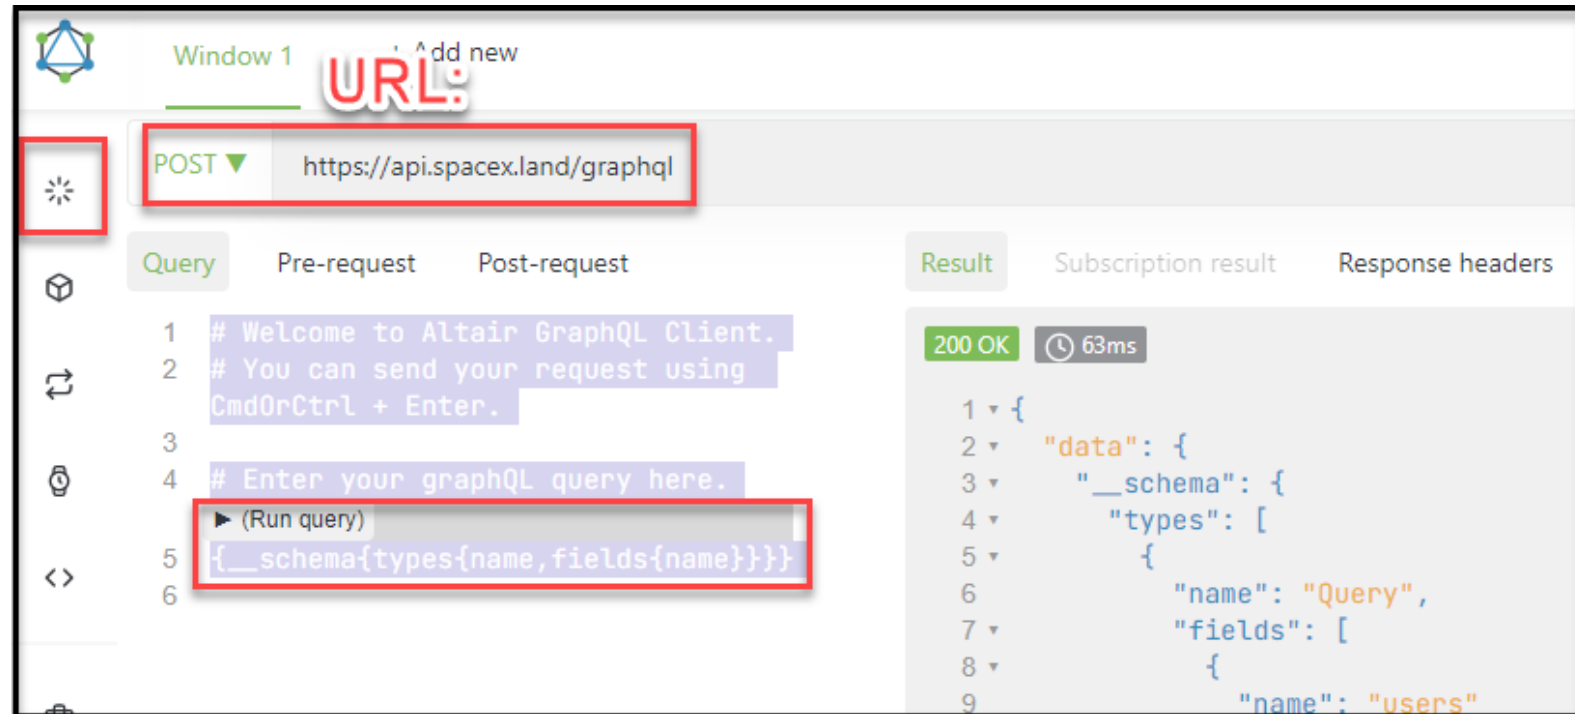 Window 1
Add new
URL:
POST ▼
https://api.spacex.land/graphql
Query
Pre-request
Post-request
1 # Welcome to Altair GraphQL Client.
2 # You can send your request using
CmdOrCtrl + Enter.
3
4 # Enter your graphQL query here.
► (Run query)
5 {__schema{types{name,fields{name}}}}
6
Result
Subscription result
Response headers
200 OK
63ms
1 ▾ {
2 ▾ "data": {
3 ▾ "__schema": {
4 ▾ "types": [
5 ▾ {
6 "name": "Query",
7 ▾ "fields": [
8 ▾ {
9 "name": "users"